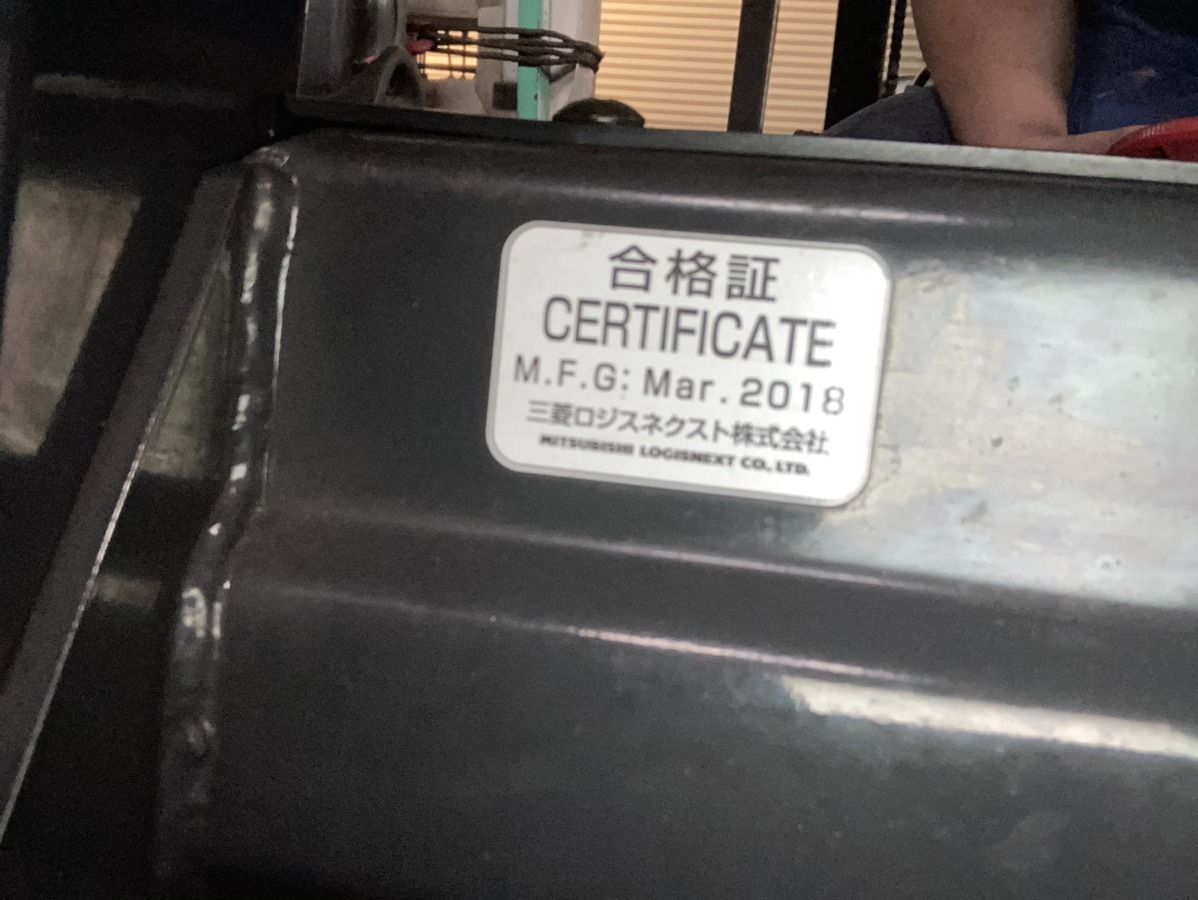 合格証
CERTIFICATE
M.F.G: Mar. 2018
三菱ロジスネクスト株式会社
MITSUBISHI LOGISNEXT CO., LTD.